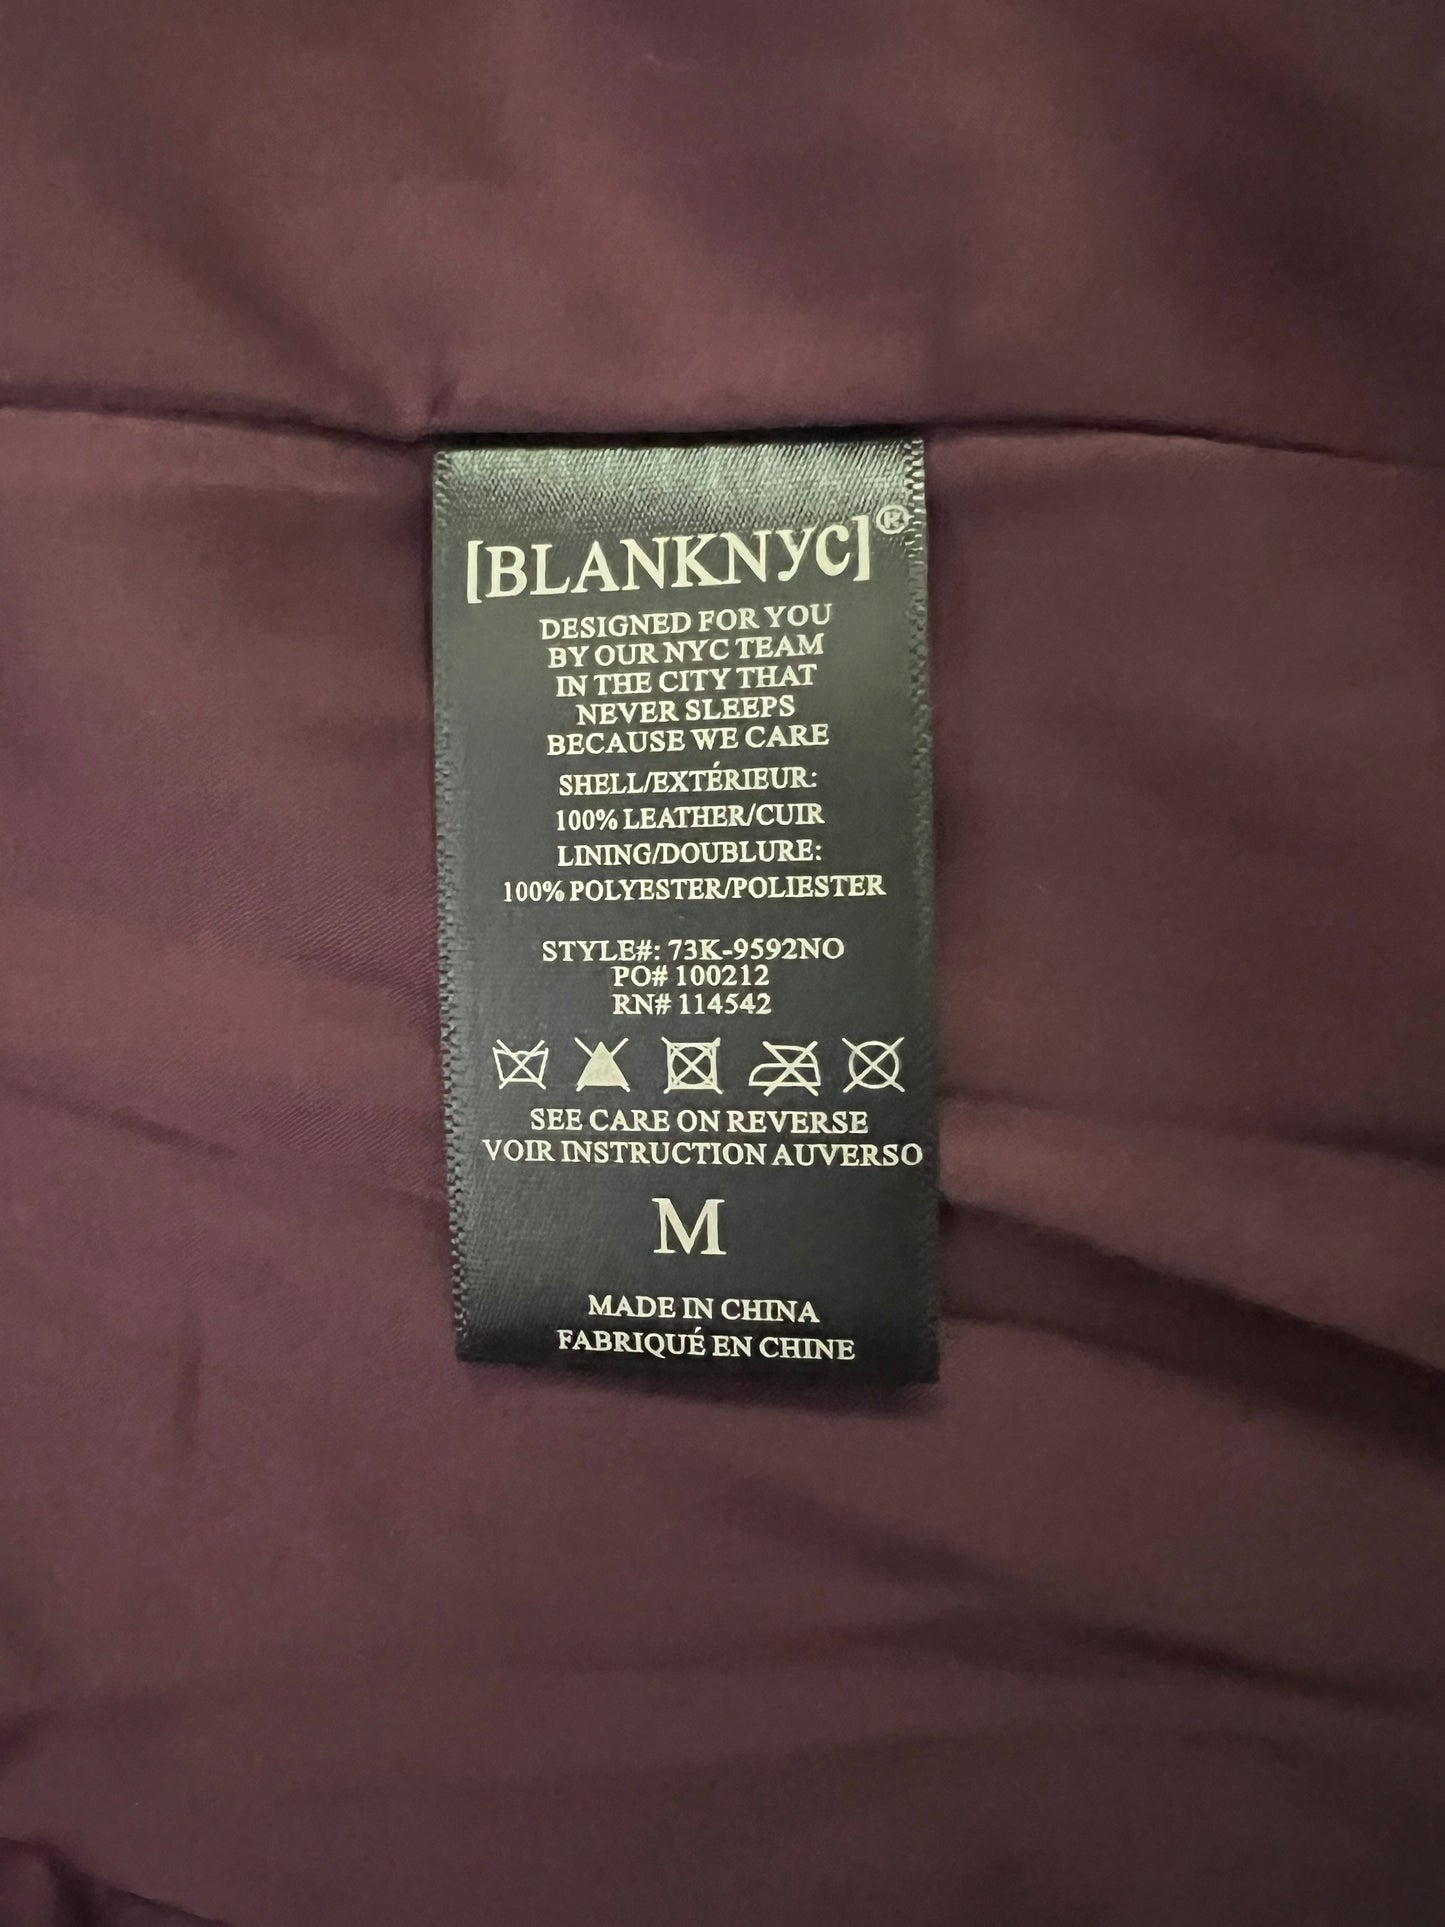 [BLANKNYC]®
DESIGNED FOR YOU
BY OUR NYC TEAM
IN THE CITY THAT
NEVER SLEEPS
BECAUSE WE CARE
SHELL/EXTÉRIEUR:
100% LEATHER/CUIR
LINING/DOUBLURE:
100% POLYESTER/POLIESTER
STYLE#: 73K-9592NO
PO# 100212
RN# 114542
SEE CARE ON REVERSE
VOIR INSTRUCTION AUVERSO
M
MADE IN CHINA
FABRIQUÉ EN CHINE